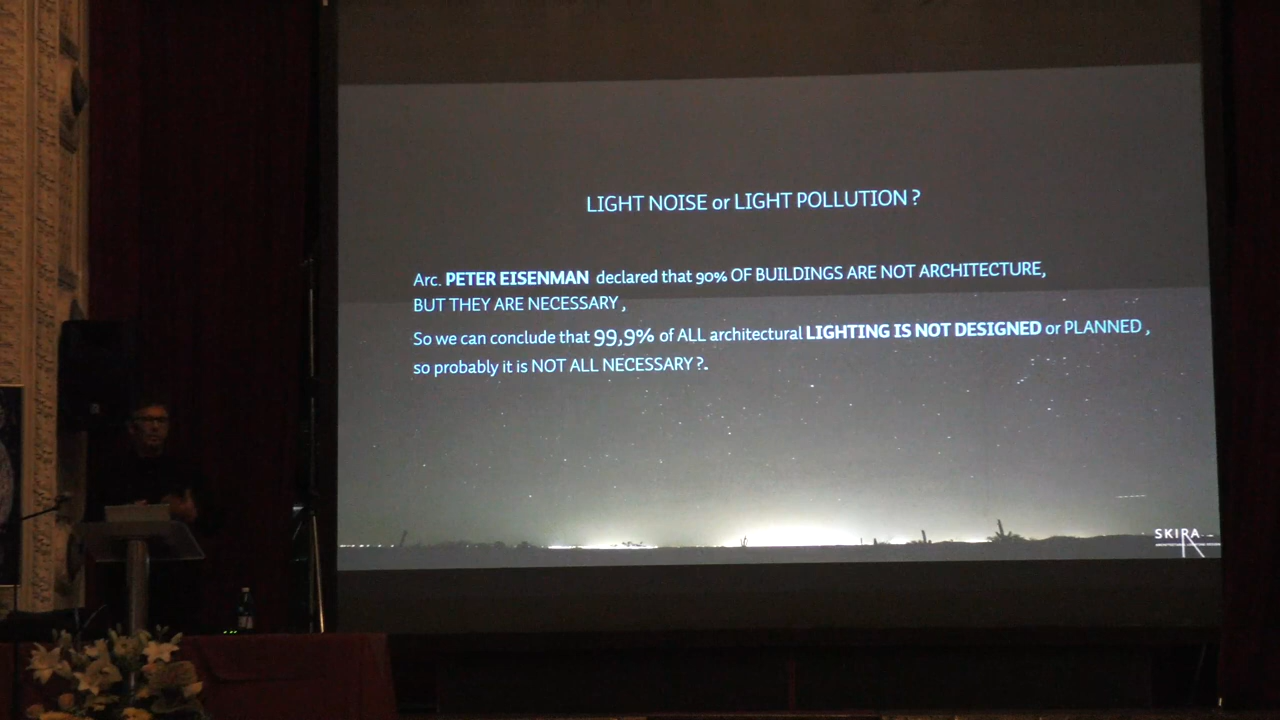 LIGHT NOISE or LIGHT POLLUTION ?
Arc. PETER EISENMAN declared that 90% OF BUILDINGS ARE NOT ARCHITECTURE,
BUT THEY ARE NECESSARY ,
So we can conclude that 99,9% of ALL architectural LIGHTING IS NOT DESIGNED or PLANNED ,
so probably it is NOT ALL NECESSARY ?.
SKIRA